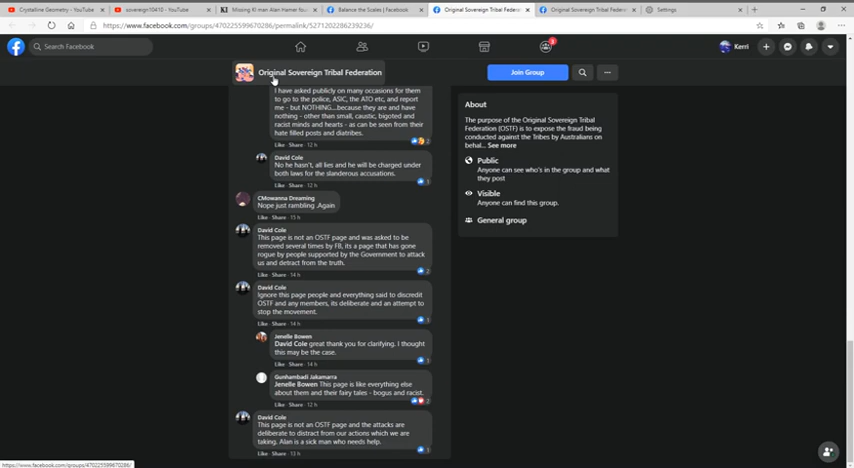 Crystalline Geometry - YouTube
sovereign10410 - YouTube
Missing KI man Alan Hamer fou
Balance the Scales | Facebook
Original Sovereign Tribal Federa
Original Sovereign Tribal Federa
Settings
https://www.facebook.com/groups/470225599670286/permalink/5271202286239236/
Search Facebook
8
Kerri
Original Sovereign Tribal Federation
Join Group
I have asked publicly on many occasions for them
to go to the police, ASIC, the ATO etc, and report
me - but NOTHING....because they are and have
nothing - other than small, caustic, bigoted and
racist minds and hearts - as can be seen from their
hate filled posts and diatribes.
2
Like · Share · 12 h
David Cole
No he hasn't, all lies and he will be charged under
both laws for the slanderous accusations.
1
Like · Share · 12 h
CMowanna Dreaming
Nope just rambling .Again
Like · Share · 15 h
David Cole
This page is not an OSTF page and was asked to be
removed several times by FB, its a page that has gone
rogue by people supported by the Government to attack
us and detract from the truth.
Like · Share · 14 h
David Cole
Ignore this page people and everything said to discredit
OSTF and any members, its deliberate and an attempt to
stop the movement.
Like · Share · 14 h
Jenelle Bowen
David Cole great thank you for clarifying. I thought
this may be the case.
1
Like · Share · 14 h
Gunhambadi Jakamarra
Jenelle Bowen This page is like everything else
about them and their fairy tales - bogus and racist.
2
Like · Share · 12 h
David Cole
This page is not an OSTF page and the attacks are
deliberate to distract from our actions which we are
taking. Alan is a sick man who needs help.
1
Like · Share · 13 h
About
The purpose of the Original Sovereign Tribal
Federation (OSTF) is to expose the fraud being
conducted against the Tribes by Australians on
behal... See more
Public
Anyone can see who's in the group and what
they post
Visible
Anyone can find this group.
General group
https://www.facebook.com/groups/470225599670286/